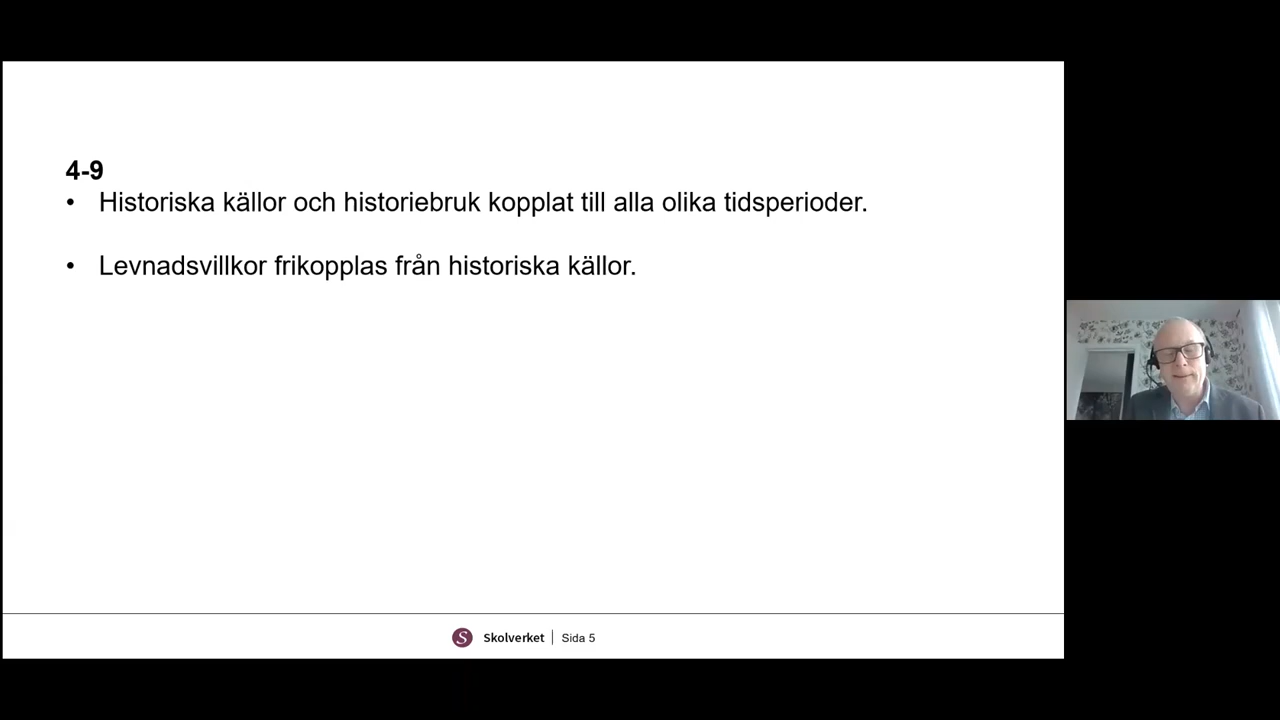 4-9
• Historiska källor och historiebruk kopplat till alla olika tidsperioder.
• Levnadsvillkor frikopplas från historiska källor.
S Skolverket | Sida 5